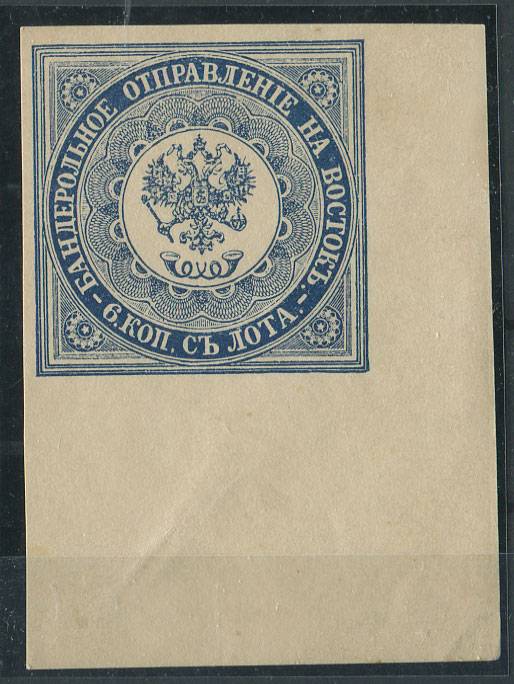 БАНДЕРОЛЬНОЕ ОТПРАВЛЕНІЕ НА ВОСТОКЪ.
6. КОП. СЪ ЛОТА.